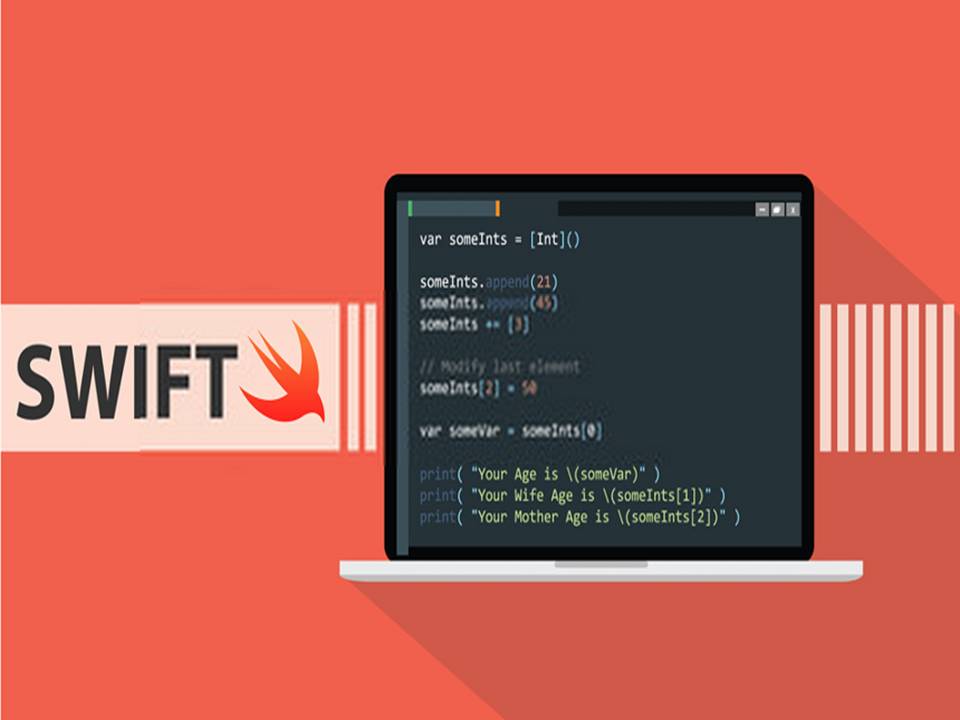 SWIFT
var someInts = [Int]()
someInts.append(21)
someInts.append(45)
someInts += [3]
// Modify last element
someInts[2] = 50
var someVar = someInts[0]
print( "Your Age is \(someVar)" )
print( "Your Wife Age is \(someInts[1])" )
print( "Your Mother Age is \(someInts[2])" )